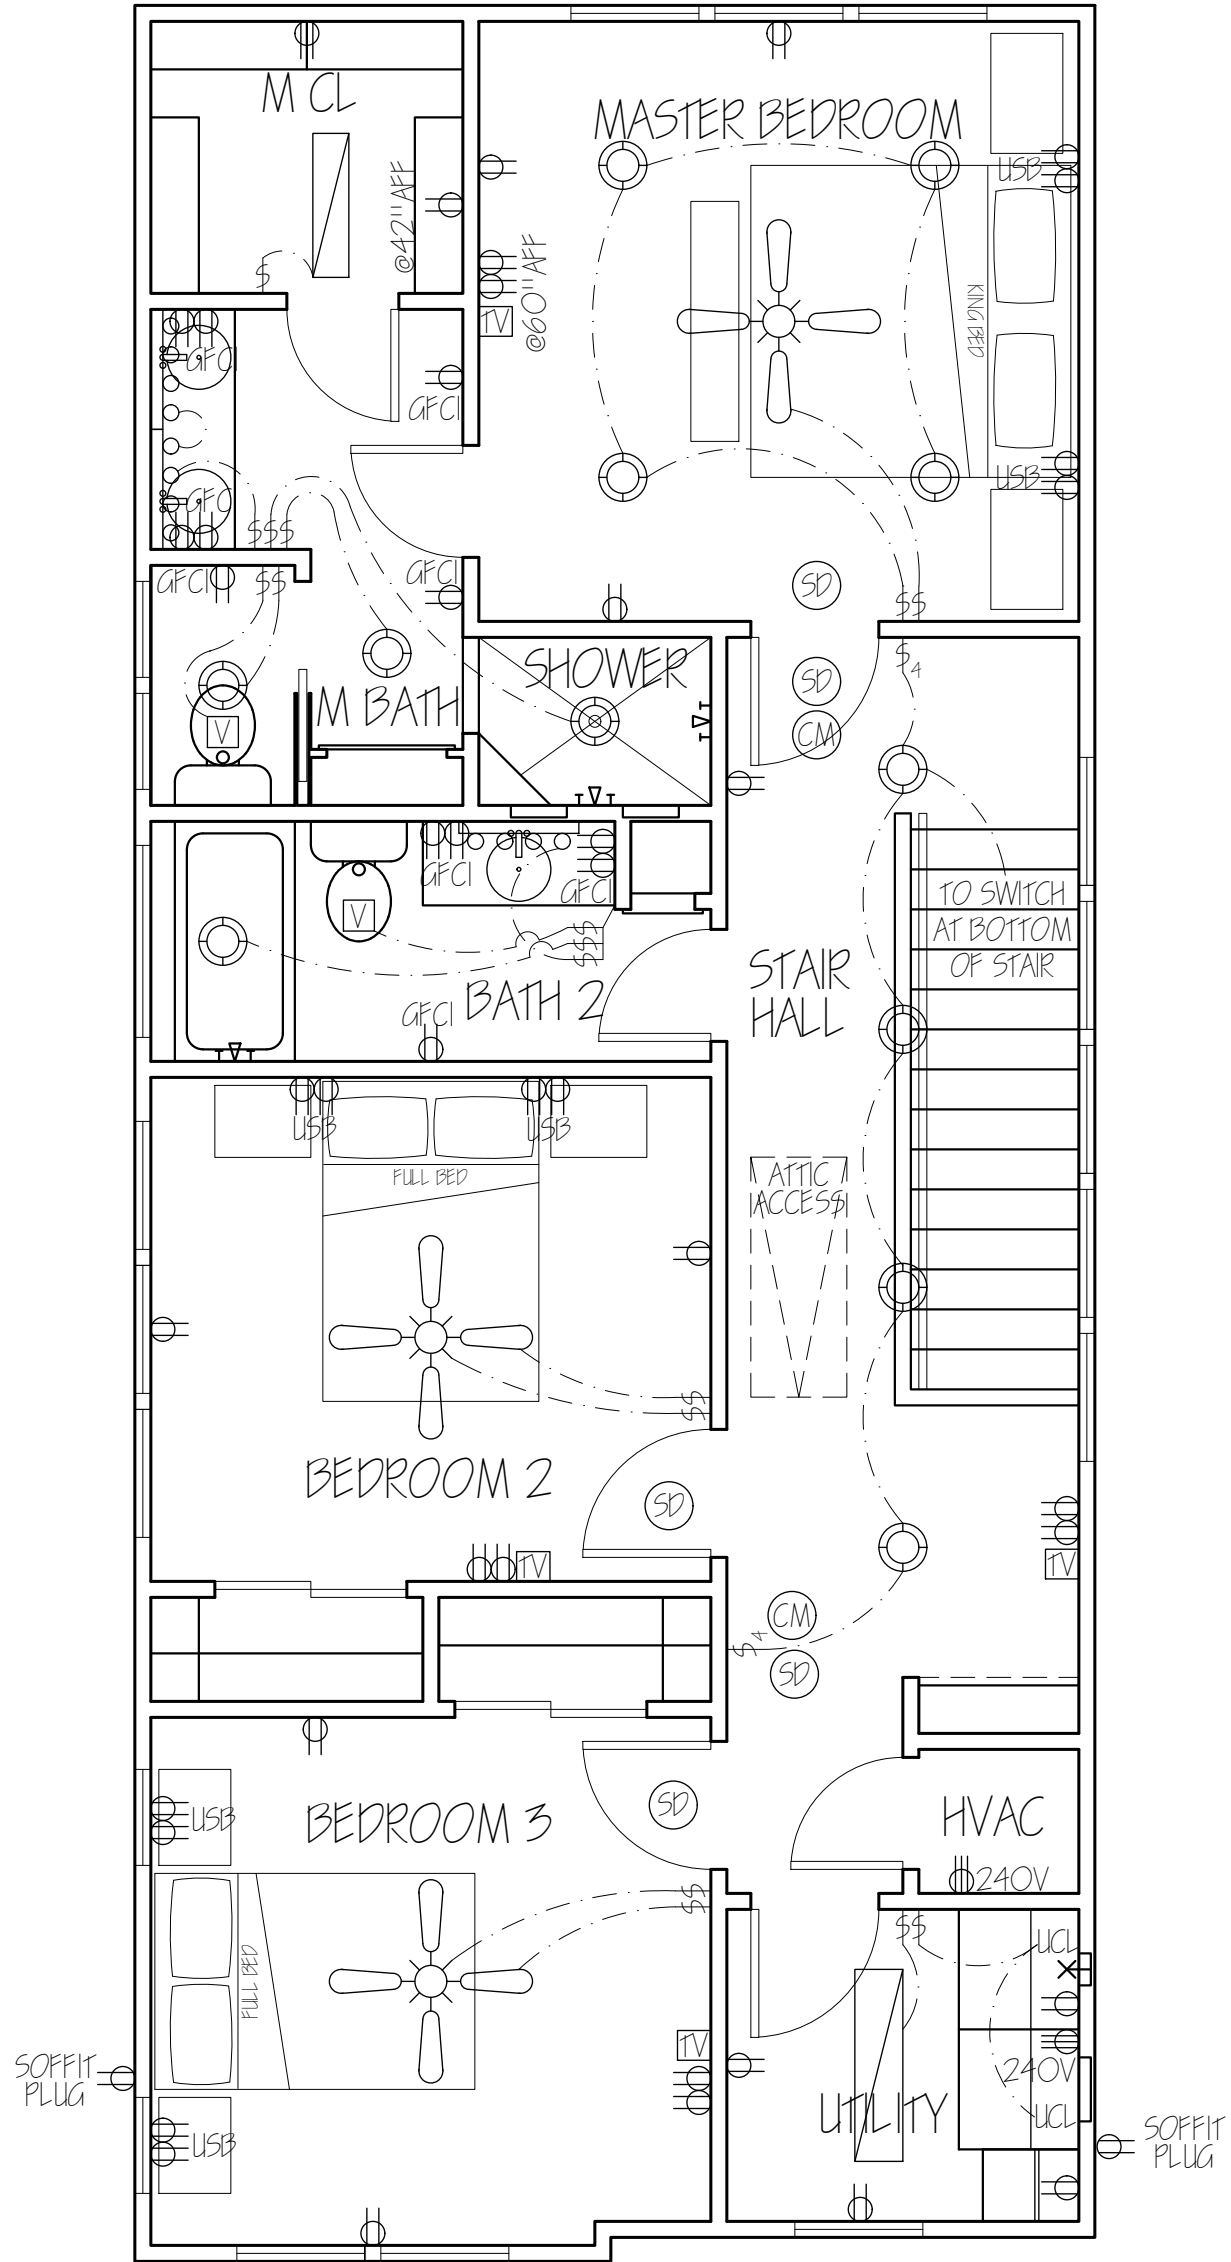 M CL
MASTER BEDROOM
USB
@42" AFF
$
@60" AFF
TV
KING BED
GFCI
GFCI
USB
GFCI
$$$
GFCI
$$
GFCI
SD
$$
SHOWER
SD
$4
M BATH
V
CM
GFCI
V
GFCI
TO SWITCH
AT BOTTOM
OF STAIR
$$$
STAIR
HALL
BATH 2
GFCI
USB
USB
FULL BED
ATTIC
ACCESS
$
$$
BEDROOM 2
SD
TV
TV
CM
$4
SD
BEDROOM 3
SD
USB
HVAC
240V
$$
$$
UCL
FULL BED
TV
SOFFIT
PLUG
240V
UTILITY
UCL
USB
SOFFIT
PLUG